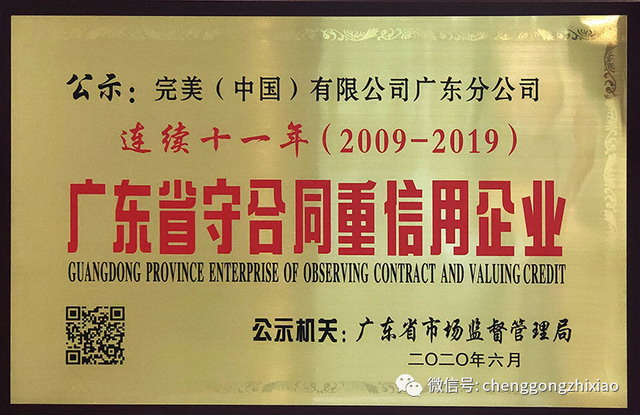 公示：完美（中国）有限公司广东分公司
连续十一年（2009-2019）
广东省守合同重信用企业
GUANGDONG PROVINCE ENTERPRISE OF OBSERVING CONTRACT AND VALUING CREDIT
公示机关：广东省市场监督管理局
二〇二〇年六月
微信号: chenggongzhixiao